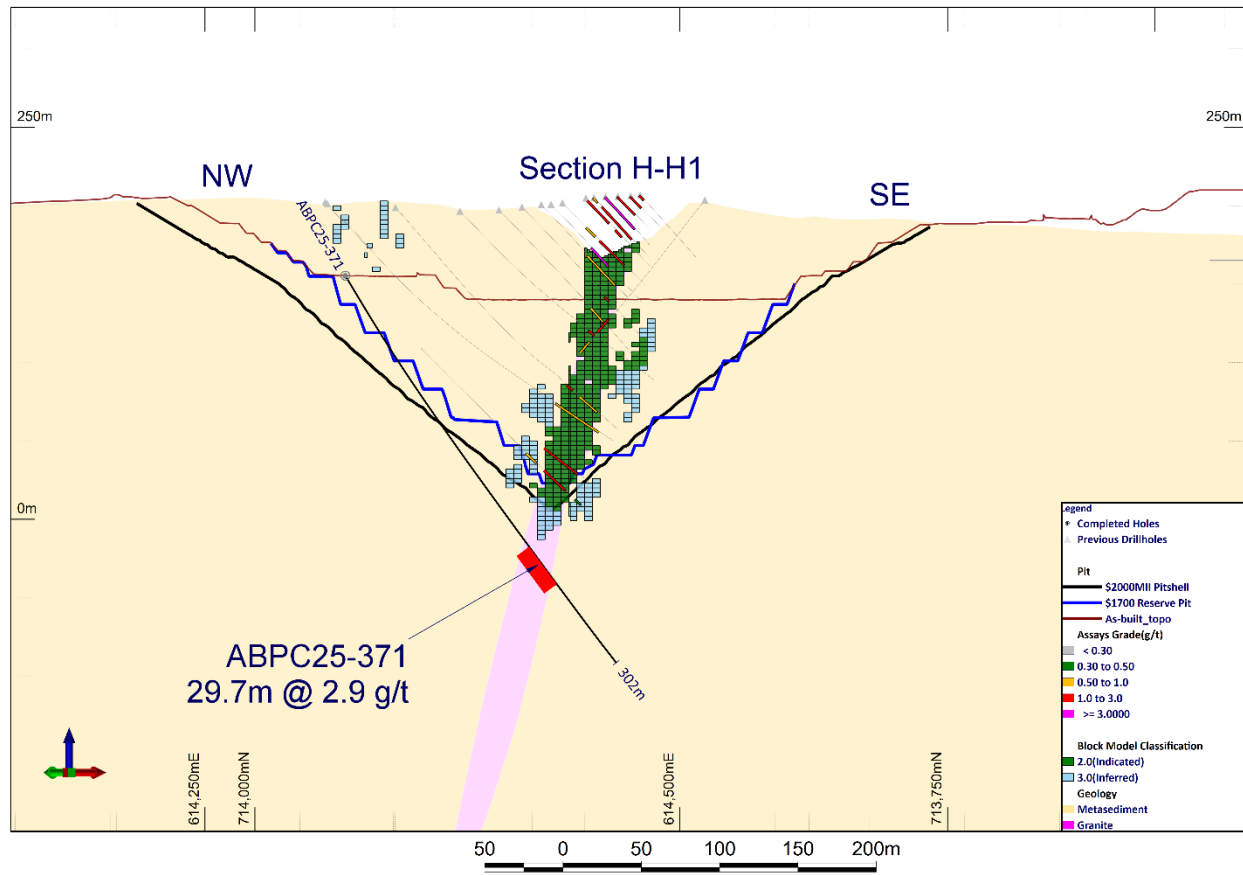 250m
250m
Section H-H1
NW
SE
ABPC25-371
0m
Legend
Completed Holes
Previous Drillholes
Pit
$2000MII Pitshell
$1700 Reserve Pit
As-built_topo
Assays Grade(g/t)
< 0.30
0.30 to 0.50
0.50 to 1.0
1.0 to 3.0
>= 3.0000
Block Model Classification
2.0(Indicated)
3.0(Inferred)
Geology
Metasediment
Granite
ABPC25-371
29.7m @ 2.9 g/t
302m
614,250mE
714,000mN
614,500mE
713,750mN
50 0 50 100 150 200m